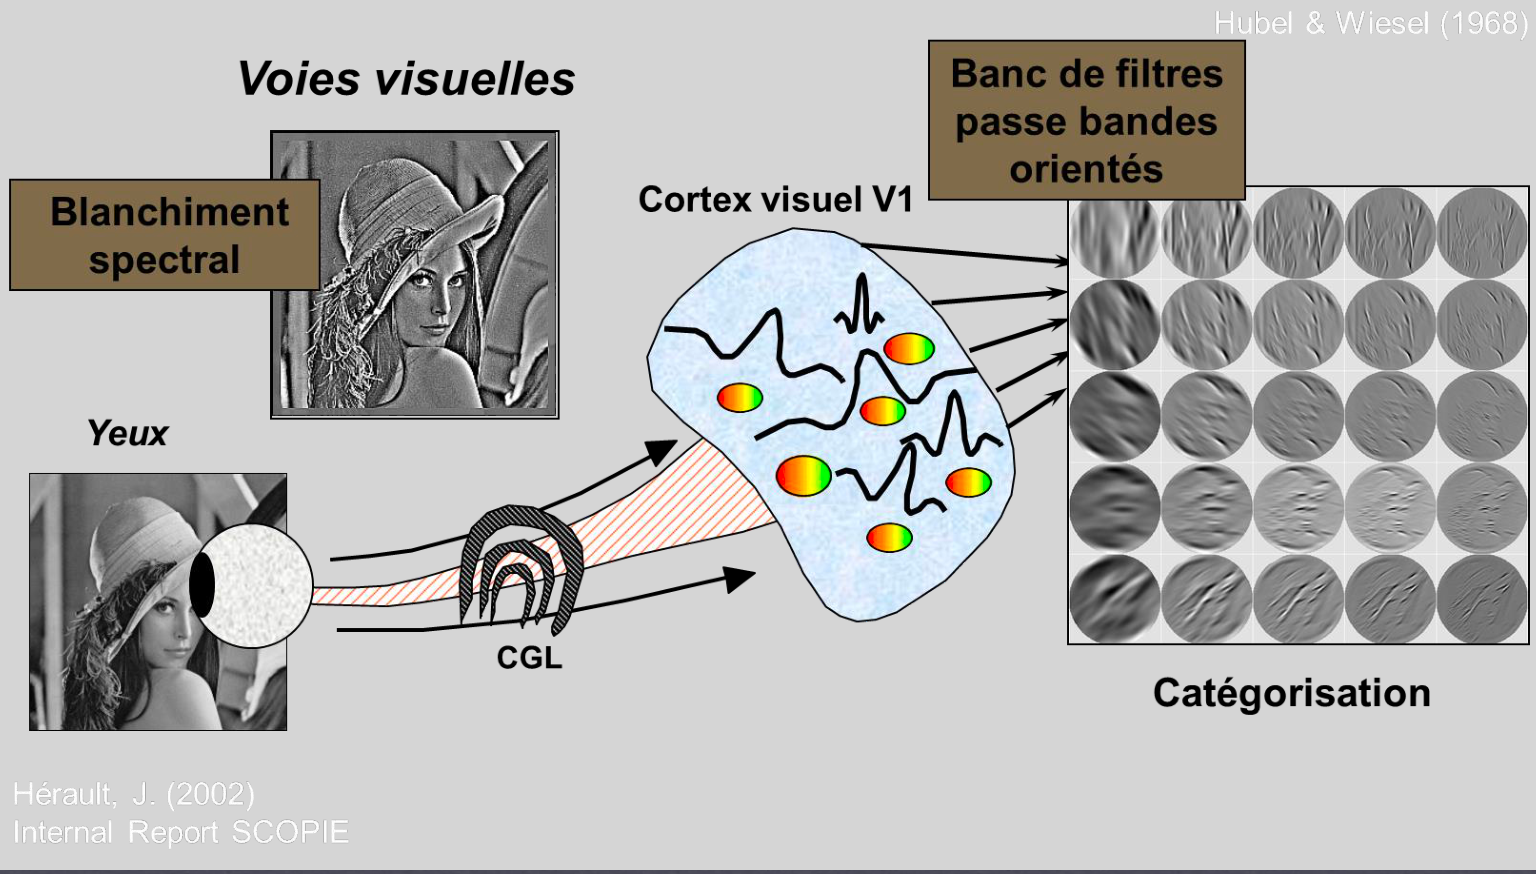 Hubel & Wiesel (1968)
Voies visuelles
Banc de filtres
passe bandes
orientés
Blanchiment
spectral
Cortex visuel V1
Yeux
CGL
Catégorisation
Hérault, J. (2002)
Internal Report SCOPIE